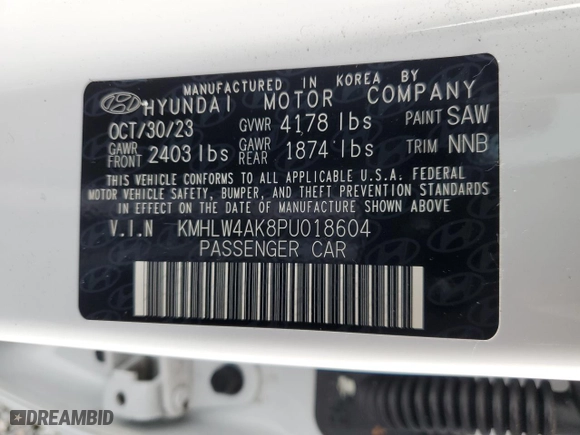 MANUFACTURED IN KOREA BY
HYUNDAI MOTOR COMPANY
OCT/30/23 GVWR 4178 lbs PAINT SAW
GAWR FRONT 2403 lbs GAWR REAR 1874 lbs TRIM NNB
THIS VEHICLE CONFORMS TO ALL APPLICABLE U.S.A. FEDERAL
MOTOR VEHICLE SAFETY, BUMPER, AND THEFT PREVENTION STANDARDS
IN EFFECT ON THE DATE OF MANUFACTURE SHOWN ABOVE.
V.I.N KMHLW4AK8PU018604
PASSENGER CAR
DREAMBID